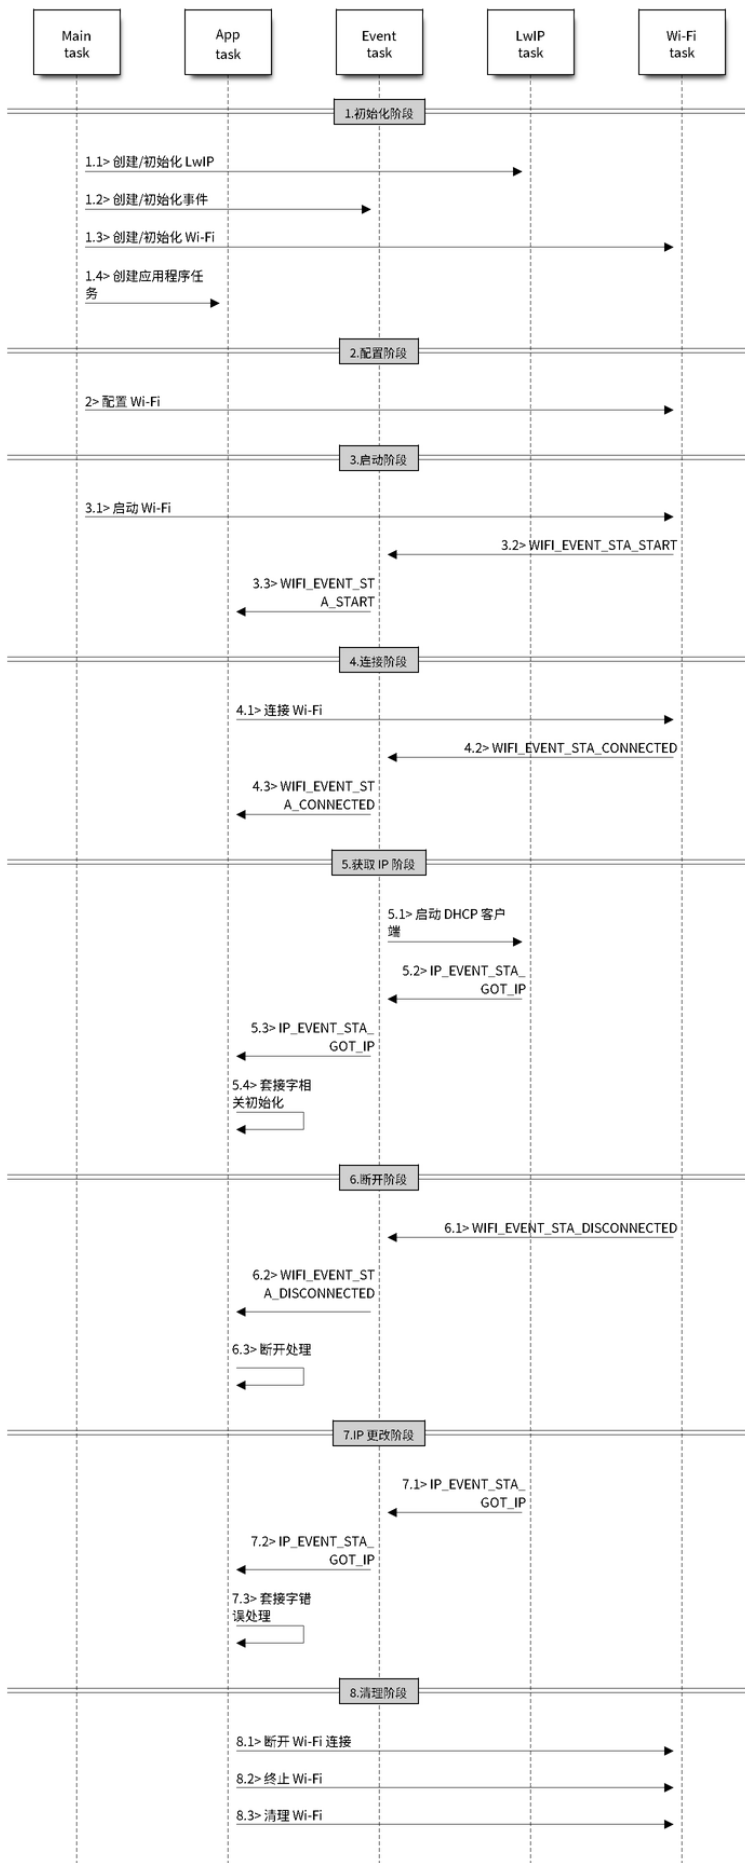 Main
task
App
task
Event
task
LwIP
task
Wi-Fi
task
1.初始化阶段
1.1> 创建/初始化 LwIP
1.2> 创建/初始化事件
1.3> 创建/初始化 Wi-Fi
1.4> 创建应用程序任
务
2.配置阶段
2> 配置 Wi-Fi
3.启动阶段
3.1> 启动 Wi-Fi
3.2> WIFI_EVENT_STA_START
3.3> WIFI_EVENT_ST
A_START
4.连接阶段
4.1> 连接 Wi-Fi
4.2> WIFI_EVENT_STA_CONNECTED
4.3> WIFI_EVENT_ST
A_CONNECTED
5.获取 IP 阶段
5.1> 启动 DHCP 客户
端
5.2> IP_EVENT_STA_
GOT_IP
5.3> IP_EVENT_STA_
GOT_IP
5.4> 套接字相
关初始化
6.断开阶段
6.1> WIFI_EVENT_STA_DISCONNECTED
6.2> WIFI_EVENT_ST
A_DISCONNECTED
6.3> 断开处理
7.IP 更改阶段
7.1> IP_EVENT_STA_
GOT_IP
7.2> IP_EVENT_STA_
GOT_IP
7.3> 套接字错
误处理
8.清理阶段
8.1> 断开 Wi-Fi 连接
8.2> 终止 Wi-Fi
8.3> 清理 Wi-Fi